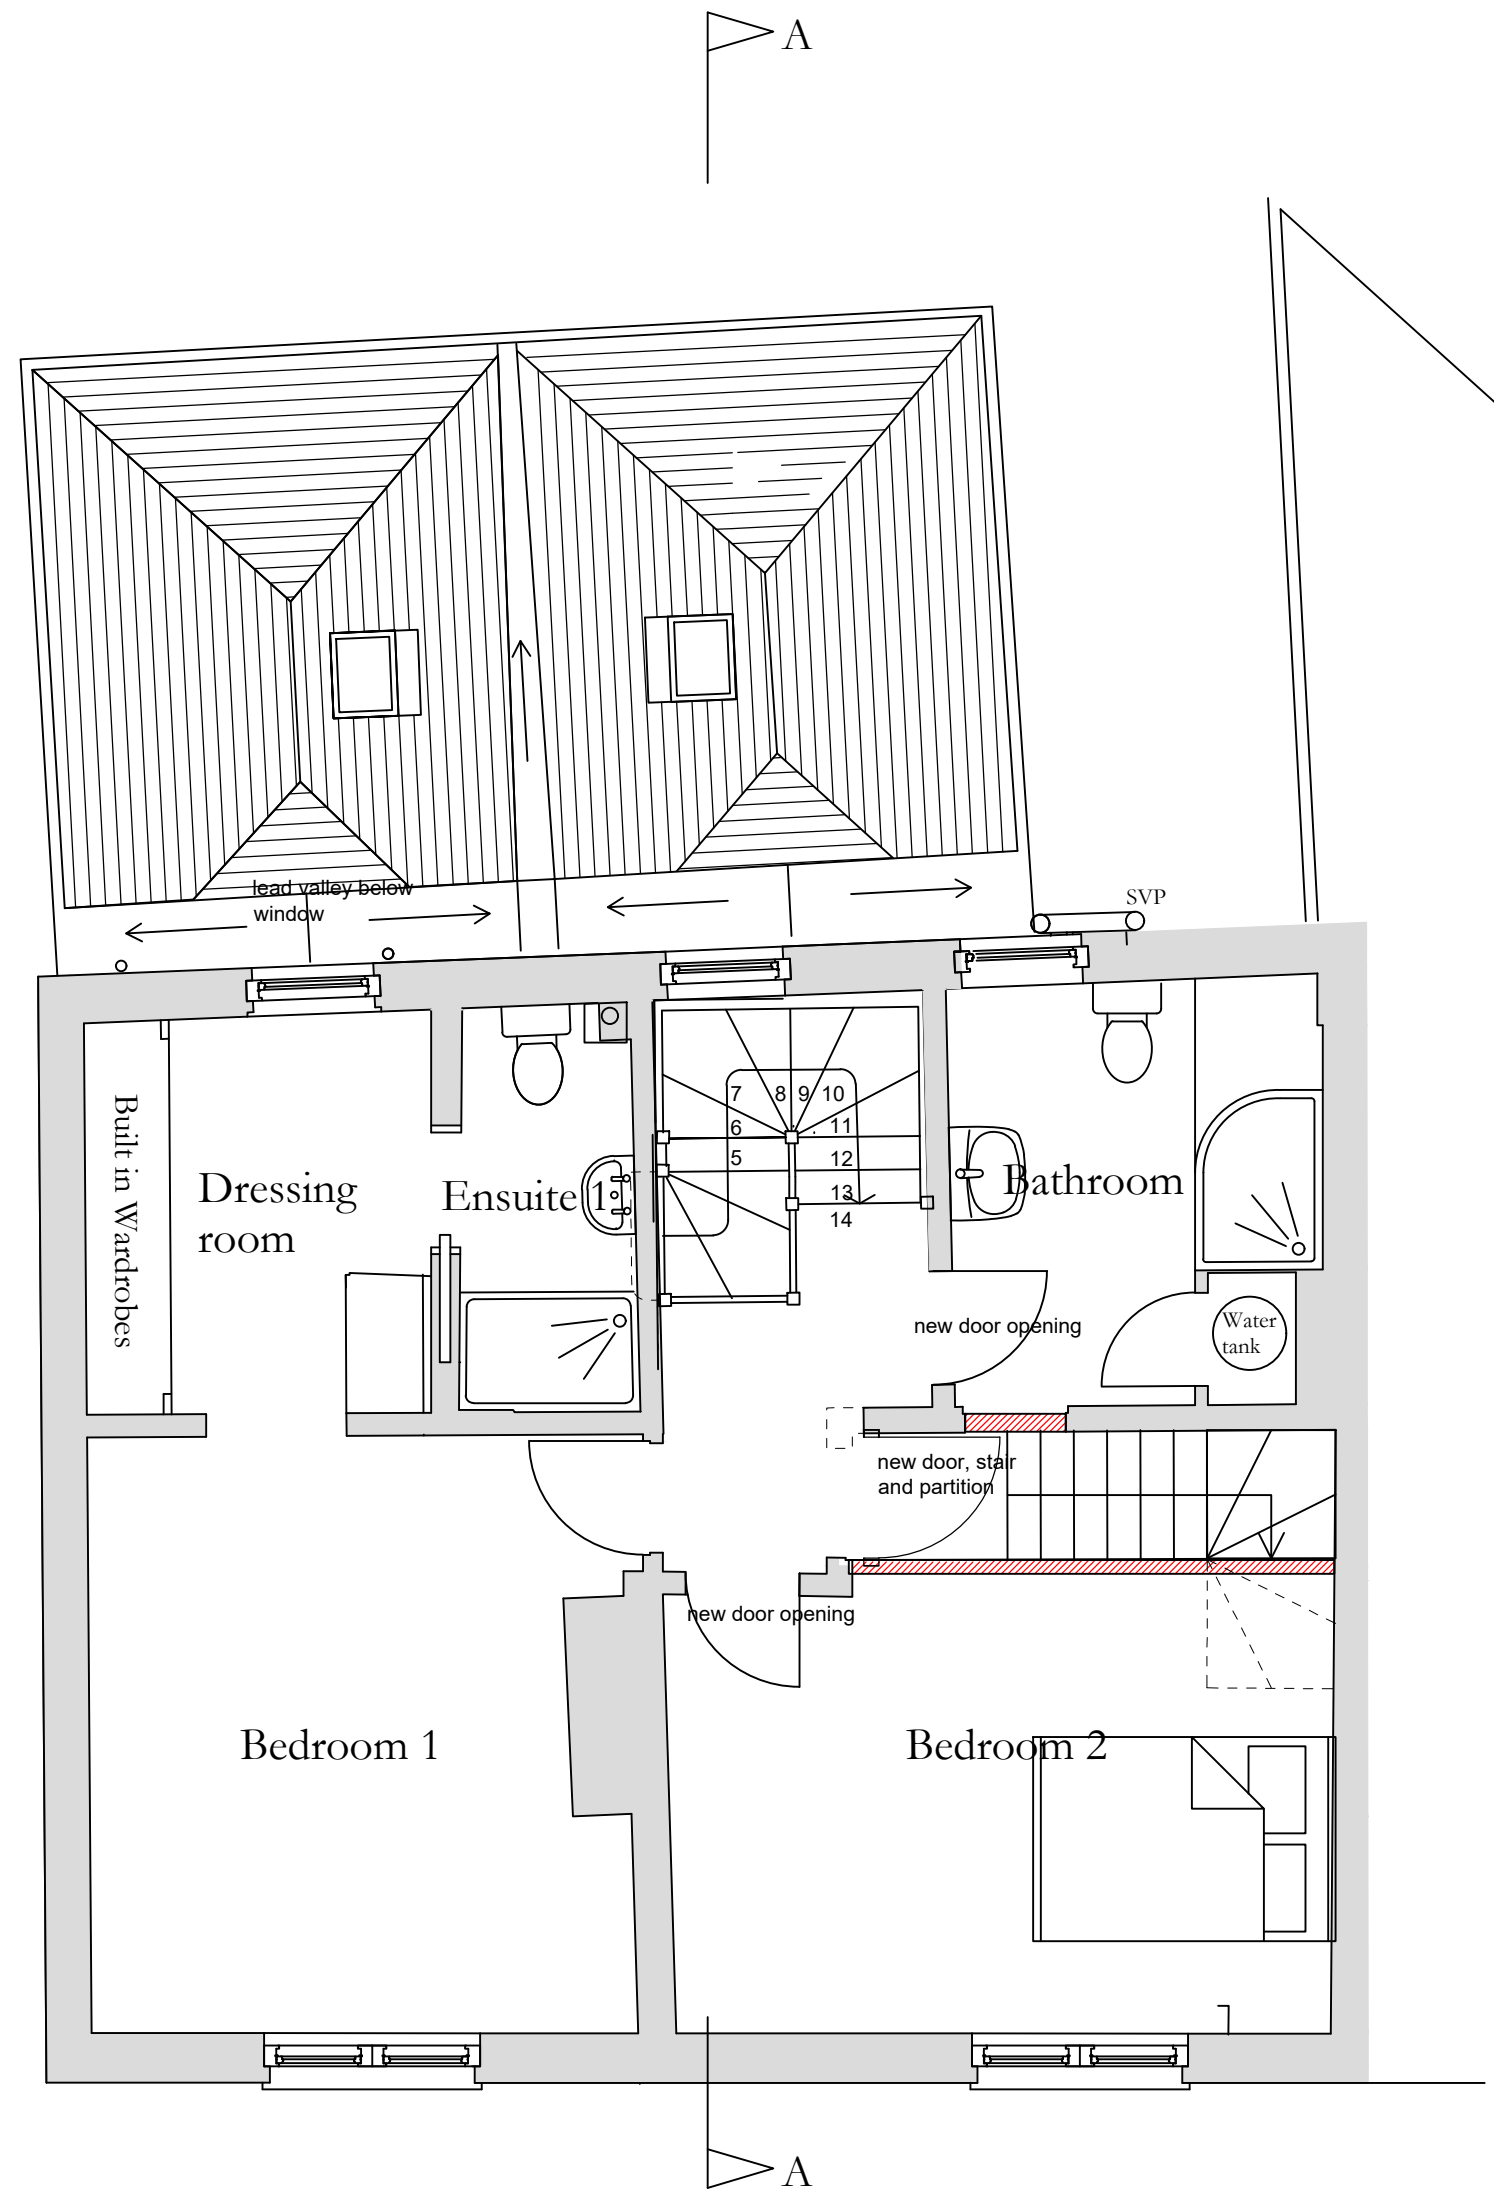 A
lead valley below
window
SVP
7
8
9
10
6
11
5
12
13
14
Built in Wardrobes
Dressing
room
Ensuite 1
Bathroom
new door opening
Water
tank
new door, stair
and partition
new door opening
Bedroom 1
Bedroom 2
A